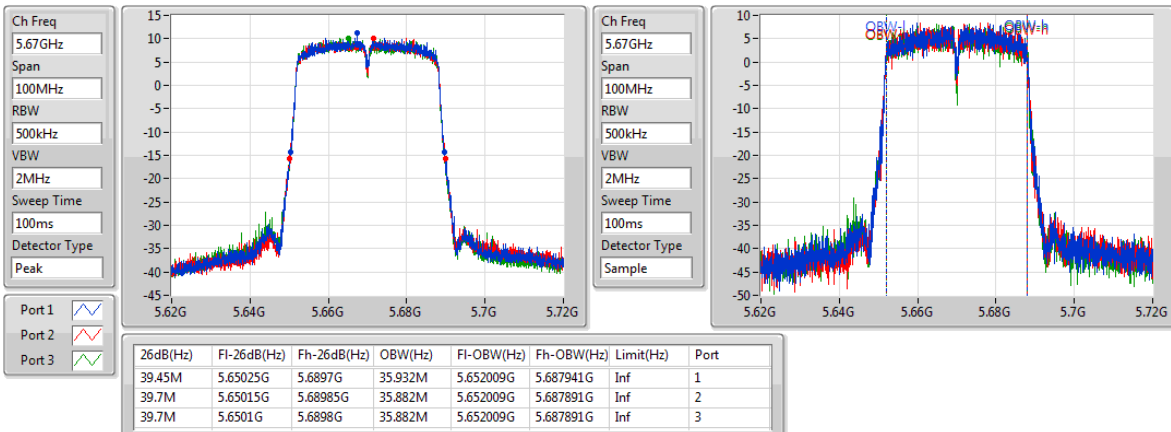 Ch Freq
5.67GHz
Span
100MHz
RBW
500kHz
VBW
2MHz
Sweep Time
100ms
Detector Type
Peak
Port 1
Port 2
Port 3
15
10
5
0
-5
-10
-15
-20
-25
-30
-35
-40
-45
5.62G 5.64G 5.66G 5.68G 5.7G 5.72G
Ch Freq
5.67GHz
Span
100MHz
RBW
500kHz
VBW
2MHz
Sweep Time
100ms
Detector Type
Sample
10
5
0
-5
-10
-15
-20
-25
-30
-35
-40
-45
-50
OBW-l OBW-h
5.62G 5.64G 5.66G 5.68G 5.7G 5.72G
26dB(Hz) Fl-26dB(Hz) Fh-26dB(Hz) OBW(Hz) Fl-OBW(Hz) Fh-OBW(Hz) Limit(Hz) Port
39.45M 5.65025G 5.6897G 35.932M 5.652009G 5.687941G Inf 1
39.7M 5.65015G 5.68985G 35.882M 5.652009G 5.687891G Inf 2
39.7M 5.6501G 5.6898G 35.882M 5.652009G 5.687891G Inf 3